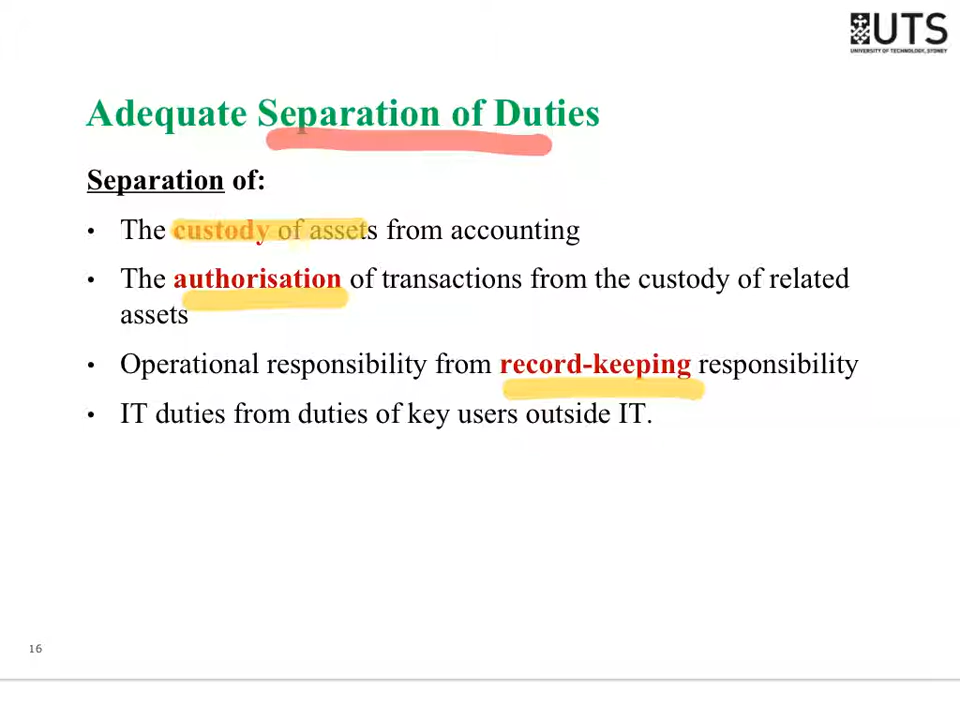 UTS
UNIVERSITY OF TECHNOLOGY, SYDNEY
Adequate Separation of Duties
Separation of:
• The custody of assets from accounting
• The authorisation of transactions from the custody of related
assets
• Operational responsibility from record-keeping responsibility
• IT duties from duties of key users outside IT.
16